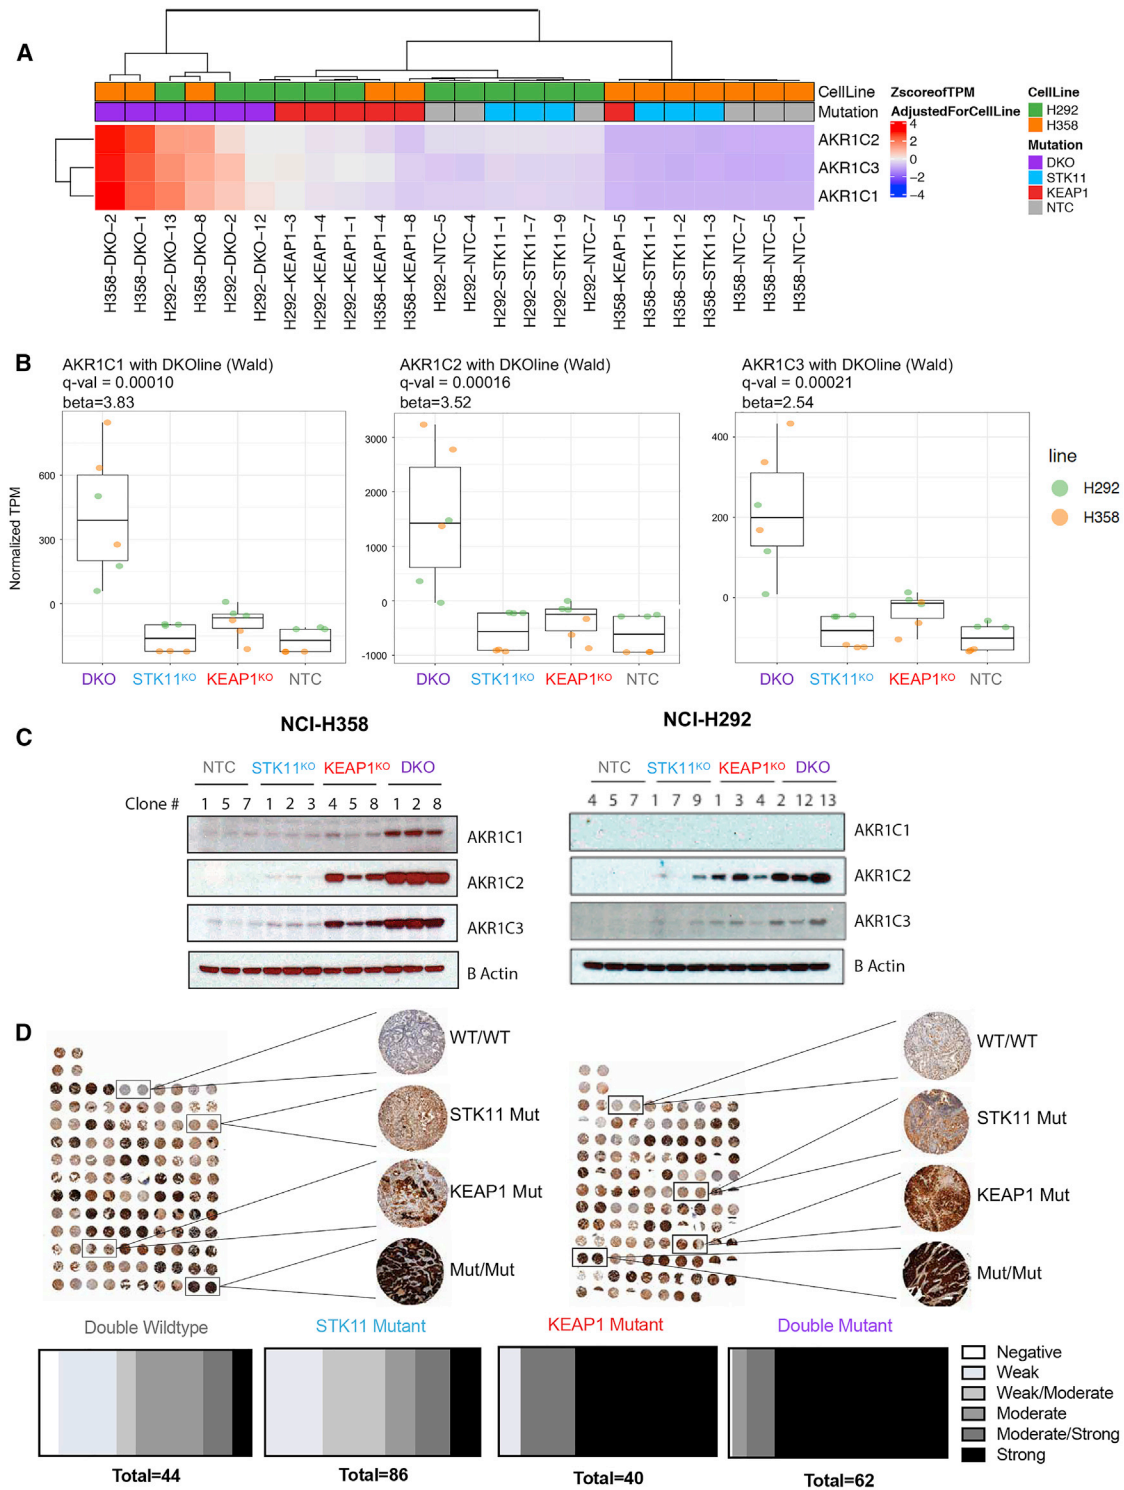 A
CellLine
Mutation
AKR1C2
AKR1C3
AKR1C1
ZscoreofTPM
AdjustedForCellLine
4
2
0
−2
−4
CellLine
H292
H358
Mutation
DKO
STK11
KEAP1
NTC
H358−DKO−2
H358−DKO−1
H292−DKO−13
H358−DKO−8
H292−DKO−2
H292−DKO−12
H292−KEAP1−3
H292−KEAP1−4
H292−KEAP1−1
H358−KEAP1−4
H358−KEAP1−8
H292−NTC−5
H292−NTC−4
H292−STK11−1
H292−STK11−7
H292−STK11−9
H292−NTC−7
H358−KEAP1−5
H358−STK11−1
H358−STK11−2
H358−STK11−3
H358−NTC−7
H358−NTC−5
H358−NTC−1
B
AKR1C1 with DKOline (Wald)
q-val = 0.00010
beta=3.83
Normalized TPM
600
300
0
DKO STK11KO KEAP1KO NTC
AKR1C2 with DKOline (Wald)
q-val = 0.00016
beta=3.52
3000
2000
1000
0
-1000
DKO STK11KO KEAP1KO NTC
AKR1C3 with DKOline (Wald)
q-val = 0.00021
beta=2.54
400
200
0
DKO STK11KO KEAP1KO NTC
line
H292
H358
C
NCI-H358
NTC STK11KO KEAP1KO DKO
Clone # 1 5 7 1 2 3 4 5 8 1 2 8
AKR1C1
AKR1C2
AKR1C3
B Actin
NCI-H292
NTC STK11KO KEAP1KO DKO
4 5 7 1 7 9 1 3 4 2 12 13
AKR1C1
AKR1C2
AKR1C3
B Actin
D
WT/WT
STK11 Mut
KEAP1 Mut
Mut/Mut
WT/WT
STK11 Mut
KEAP1 Mut
Mut/Mut
Double Wildtype
STK11 Mutant
KEAP1 Mutant
Double Mutant
Total=44
Total=86
Total=40
Total=62
Negative
Weak
Weak/Moderate
Moderate
Moderate/Strong
Strong